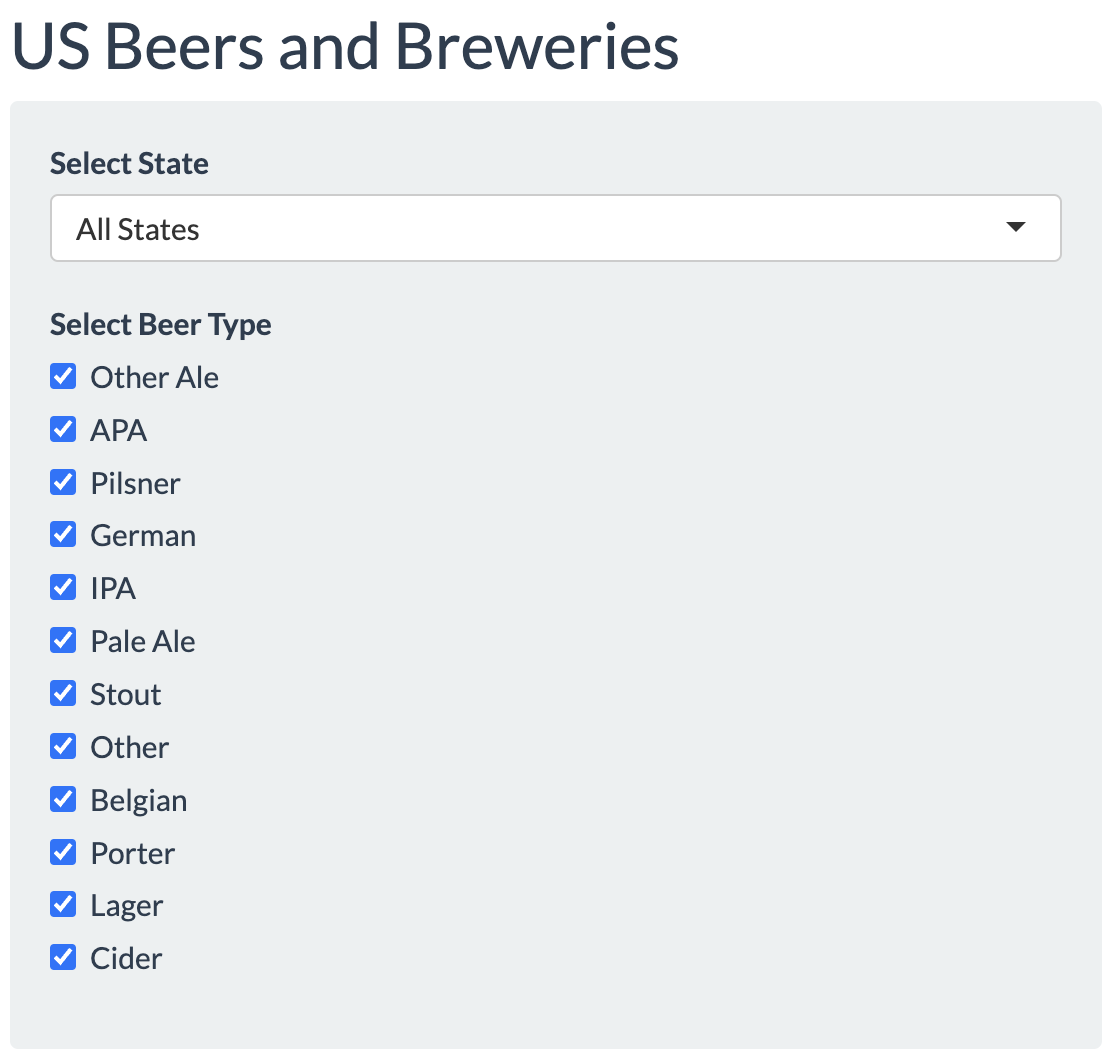 US Beers and Breweries
Select State
All States
Select Beer Type
Other Ale
APA
Pilsner
German
IPA
Pale Ale
Stout
Other
Belgian
Porter
Lager
Cider